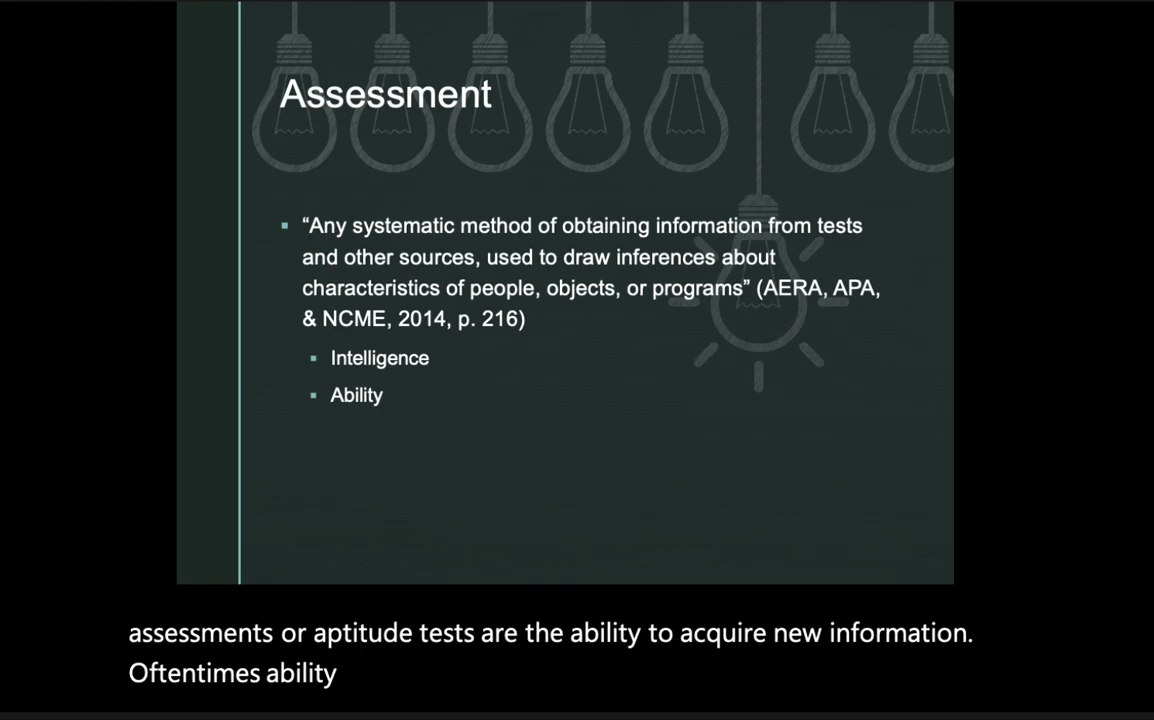 Assessment
▪ “Any systematic method of obtaining information from tests
and other sources, used to draw inferences about
characteristics of people, objects, or programs” (AERA, APA,
& NCME, 2014, p. 216)
▪ Intelligence
▪ Ability
assessments or aptitude tests are the ability to acquire new information.
Oftentimes ability